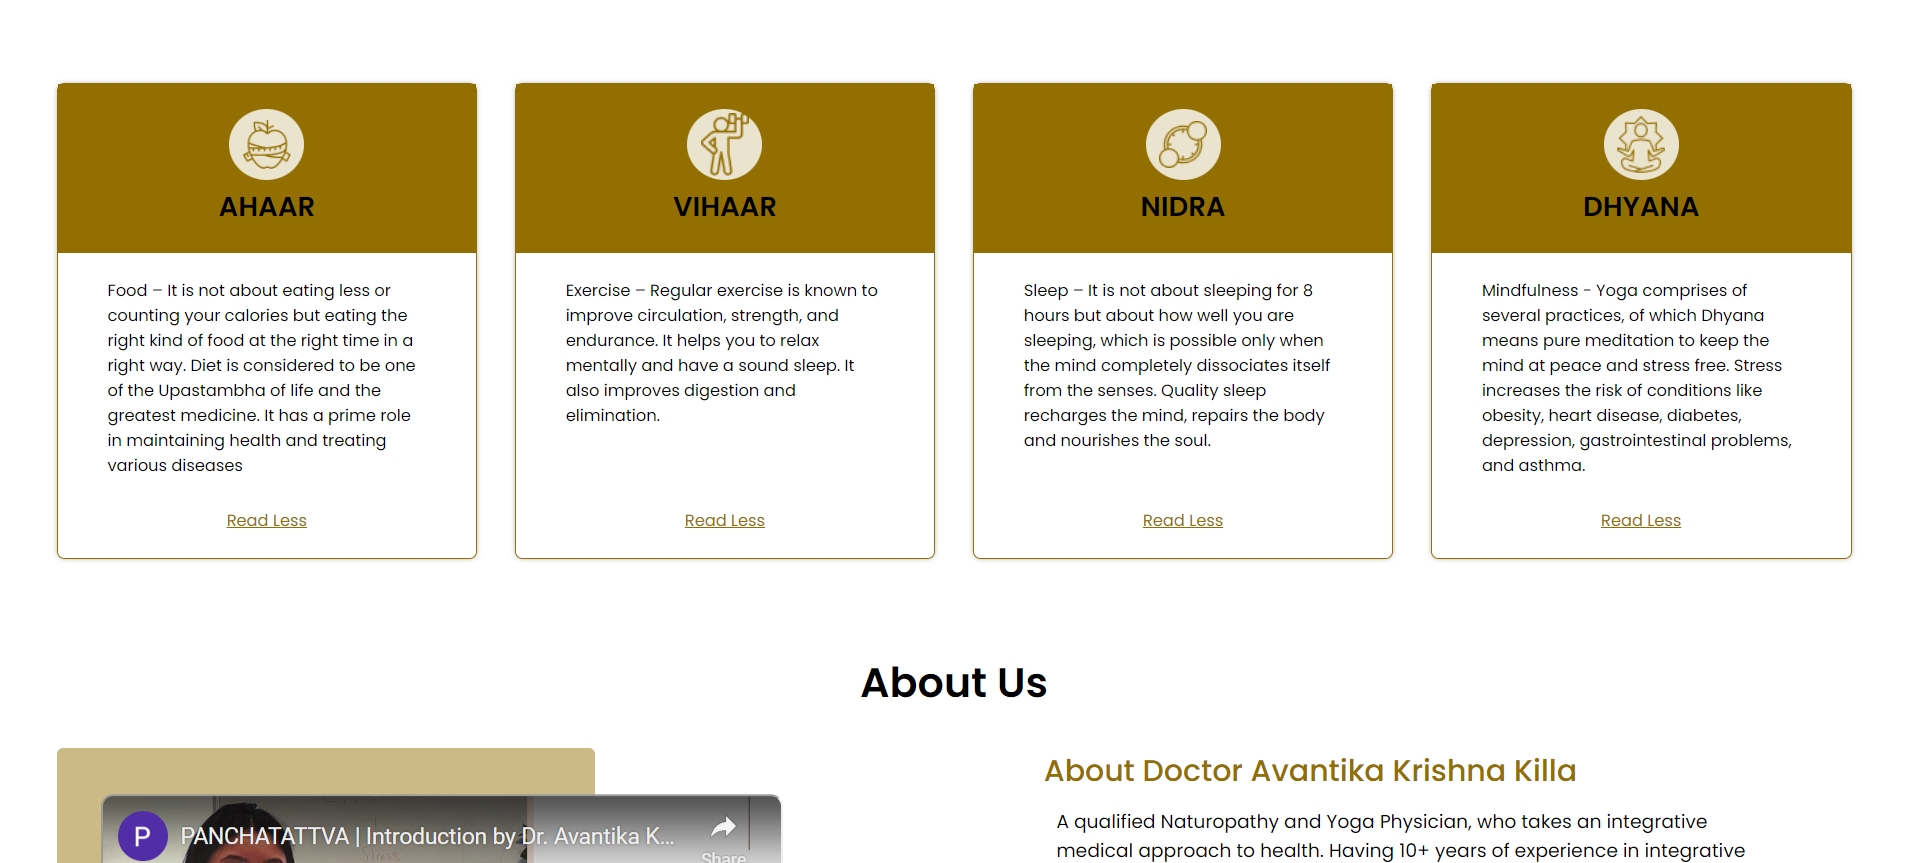 AHAAR
Food – It is not about eating less or
counting your calories but eating the
right kind of food at the right time in a
right way. Diet is considered to be one
of the Upastambha of life and the
greatest medicine. It has a prime role
in maintaining health and treating
various diseases
Read Less
VIHAAR
Exercise – Regular exercise is known to
improve circulation, strength, and
endurance. It helps you to relax
mentally and have a sound sleep. It
also improves digestion and
elimination.
Read Less
NIDRA
Sleep – It is not about sleeping for 8
hours but about how well you are
sleeping, which is possible only when
the mind completely dissociates itself
from the senses. Quality sleep
recharges the mind, repairs the body
and nourishes the soul.
Read Less
DHYANA
Mindfulness - Yoga comprises of
several practices, of which Dhyana
means pure meditation to keep the
mind at peace and stress free. Stress
increases the risk of conditions like
obesity, heart disease, diabetes,
depression, gastrointestinal problems,
and asthma.
Read Less
About Us
P
PANCHATATTVA | Introduction by Dr. Avantika K...
Share
About Doctor Avantika Krishna Killa
A qualified Naturopathy and Yoga Physician, who takes an integrative
medical approach to health. Having 10+ years of experience in integrative